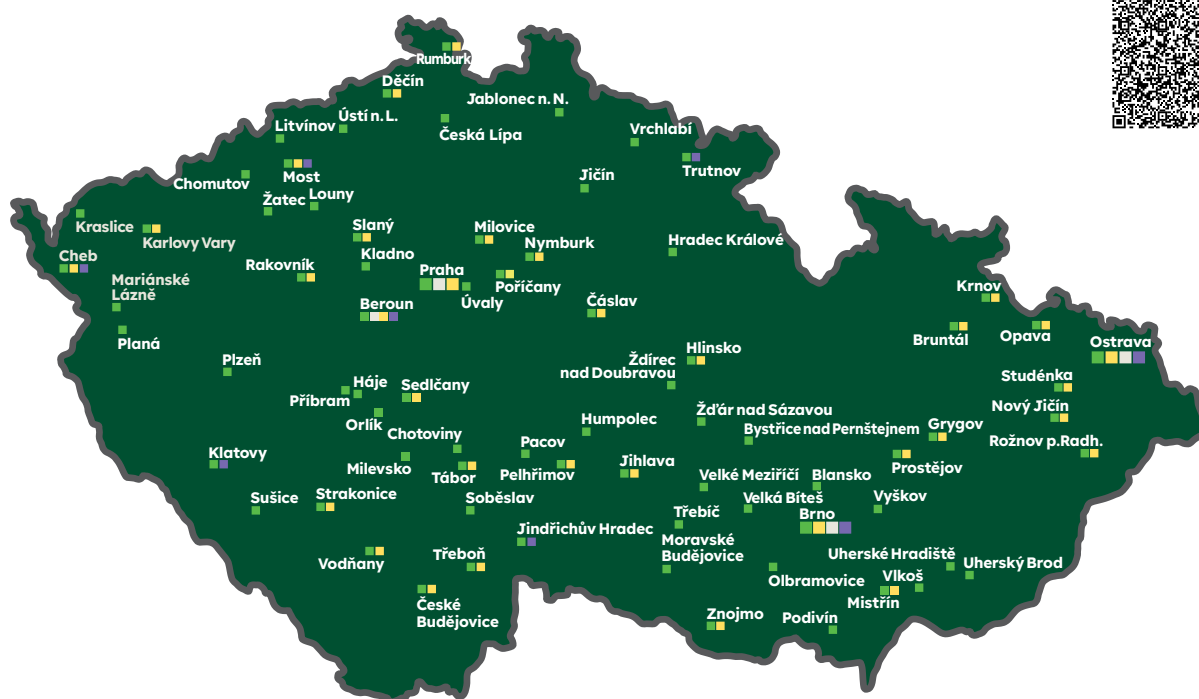 Rumburk
Děčín
Jablonec n. N.
Ústí n. L.
Litvínov
Česká Lípa
Vrchlabí
Most
Trutnov
Chomutov
Jičín
Žatec
Louny
Kraslice
Karlovy Vary
Slaný
Milovice
Nymburk
Hradec Králové
Cheb
Rakovník
Kladno
Praha
Poříčany
Mariánské
Lázně
Beroun
Úvaly
Čáslav
Krnov
Planá
Bruntál
Opava
Ostrava
Plzeň
Hlinsko
Ždírec
nad Doubravou
Studénka
Háje
Sedlčany
Příbram
Orlík
Humpolec
Žďár nad Sázavou
Nový Jičín
Chotoviny
Bystřice nad Pernštejnem
Grygov
Rožnov p.Radh.
Klatovy
Milevsko
Pacov
Pelhřimov
Jihlava
Prostějov
Tábor
Velké Meziříčí
Blansko
Sušice
Strakonice
Soběslav
Velká Bíteš
Vyškov
Třebíč
Brno
Jindřichův Hradec
Moravské
Budějovice
Vodňany
Třeboň
Uherské Hradiště
Uherský Brod
Olbramovice
Vlkoš
Mistřín
České
Budějovice
Znojmo
Podivín